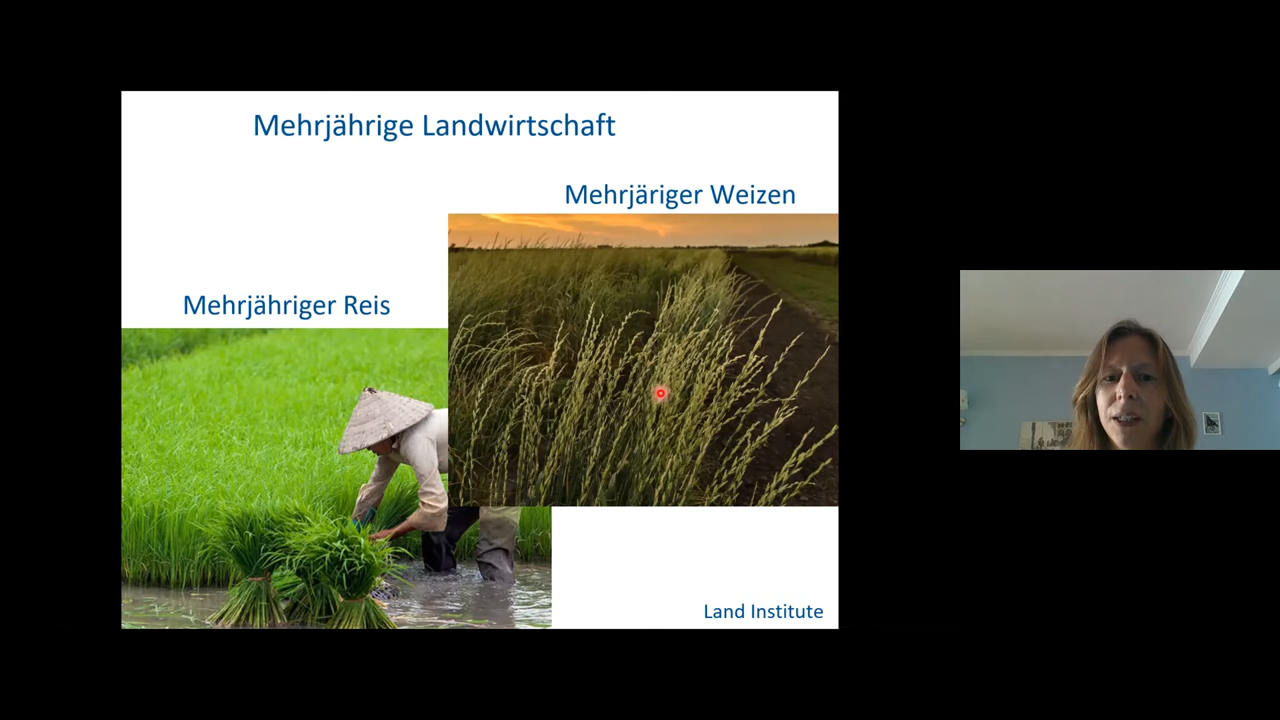 Mehrjährige Landwirtschaft
Mehrjäriger Weizen
Mehrjähriger Reis
Land Institute